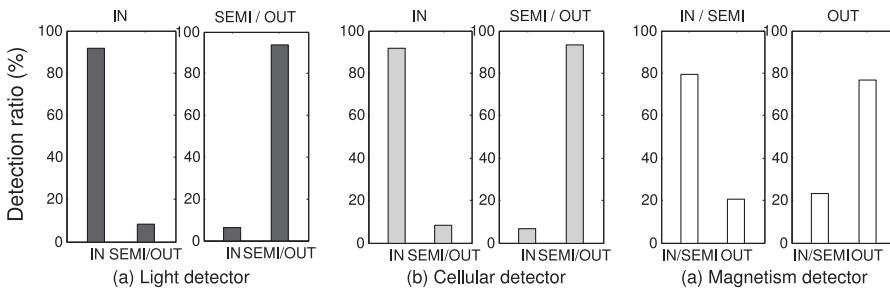 IN
SEMI / OUT
IN
SEMI / OUT
IN / SEMI
OUT
Detection ratio (%)
100
80
60
40
20
0
100
80
60
40
20
0
100
80
60
40
20
0
100
80
60
40
20
0
100
80
60
40
20
0
100
80
60
40
20
0
IN SEMI/OUT
IN SEMI/OUT
IN SEMI/OUT
IN SEMI/OUT
IN/SEMI OUT
IN/SEMI OUT
(a) Light detector
(b) Cellular detector
(a) Magnetism detector